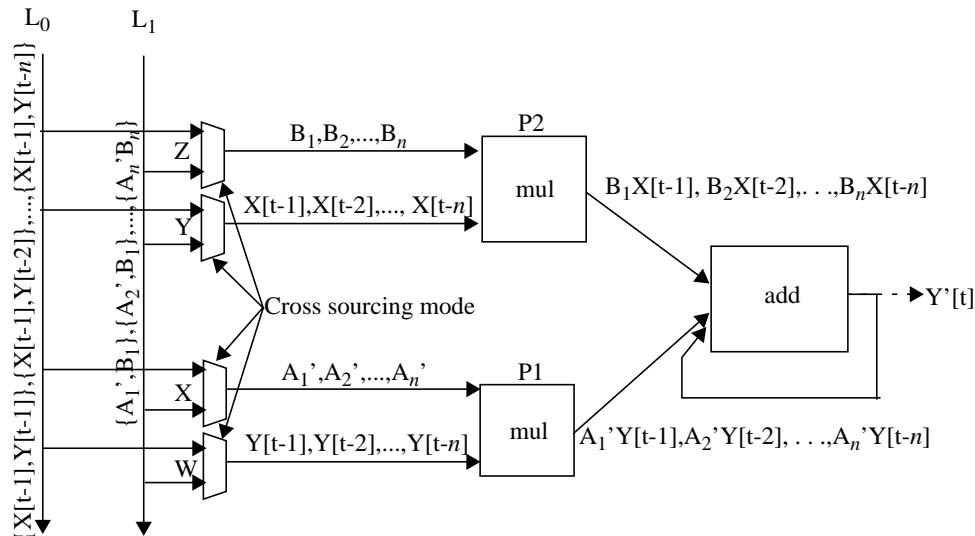 L0
L1
{X[t-1],Y[t-1]},{X[t-1],Y[t-2]},...,{X[t-1],Y[t-n]}
{A1',B1},{A2',B1},...,{An'Bn}
Z
B1,B2,...,Bn
P2
mul
B1X[t-1], B2X[t-2],. . .,BnX[t-n]
Y
X[t-1],X[t-2],..., X[t-n]
Cross sourcing mode
add
Y'[t]
X
A1',A2',...,An'
P1
mul
A1'Y[t-1],A2'Y[t-2], . . .,An'Y[t-n]
W
Y[t-1],Y[t-2],...,Y[t-n]